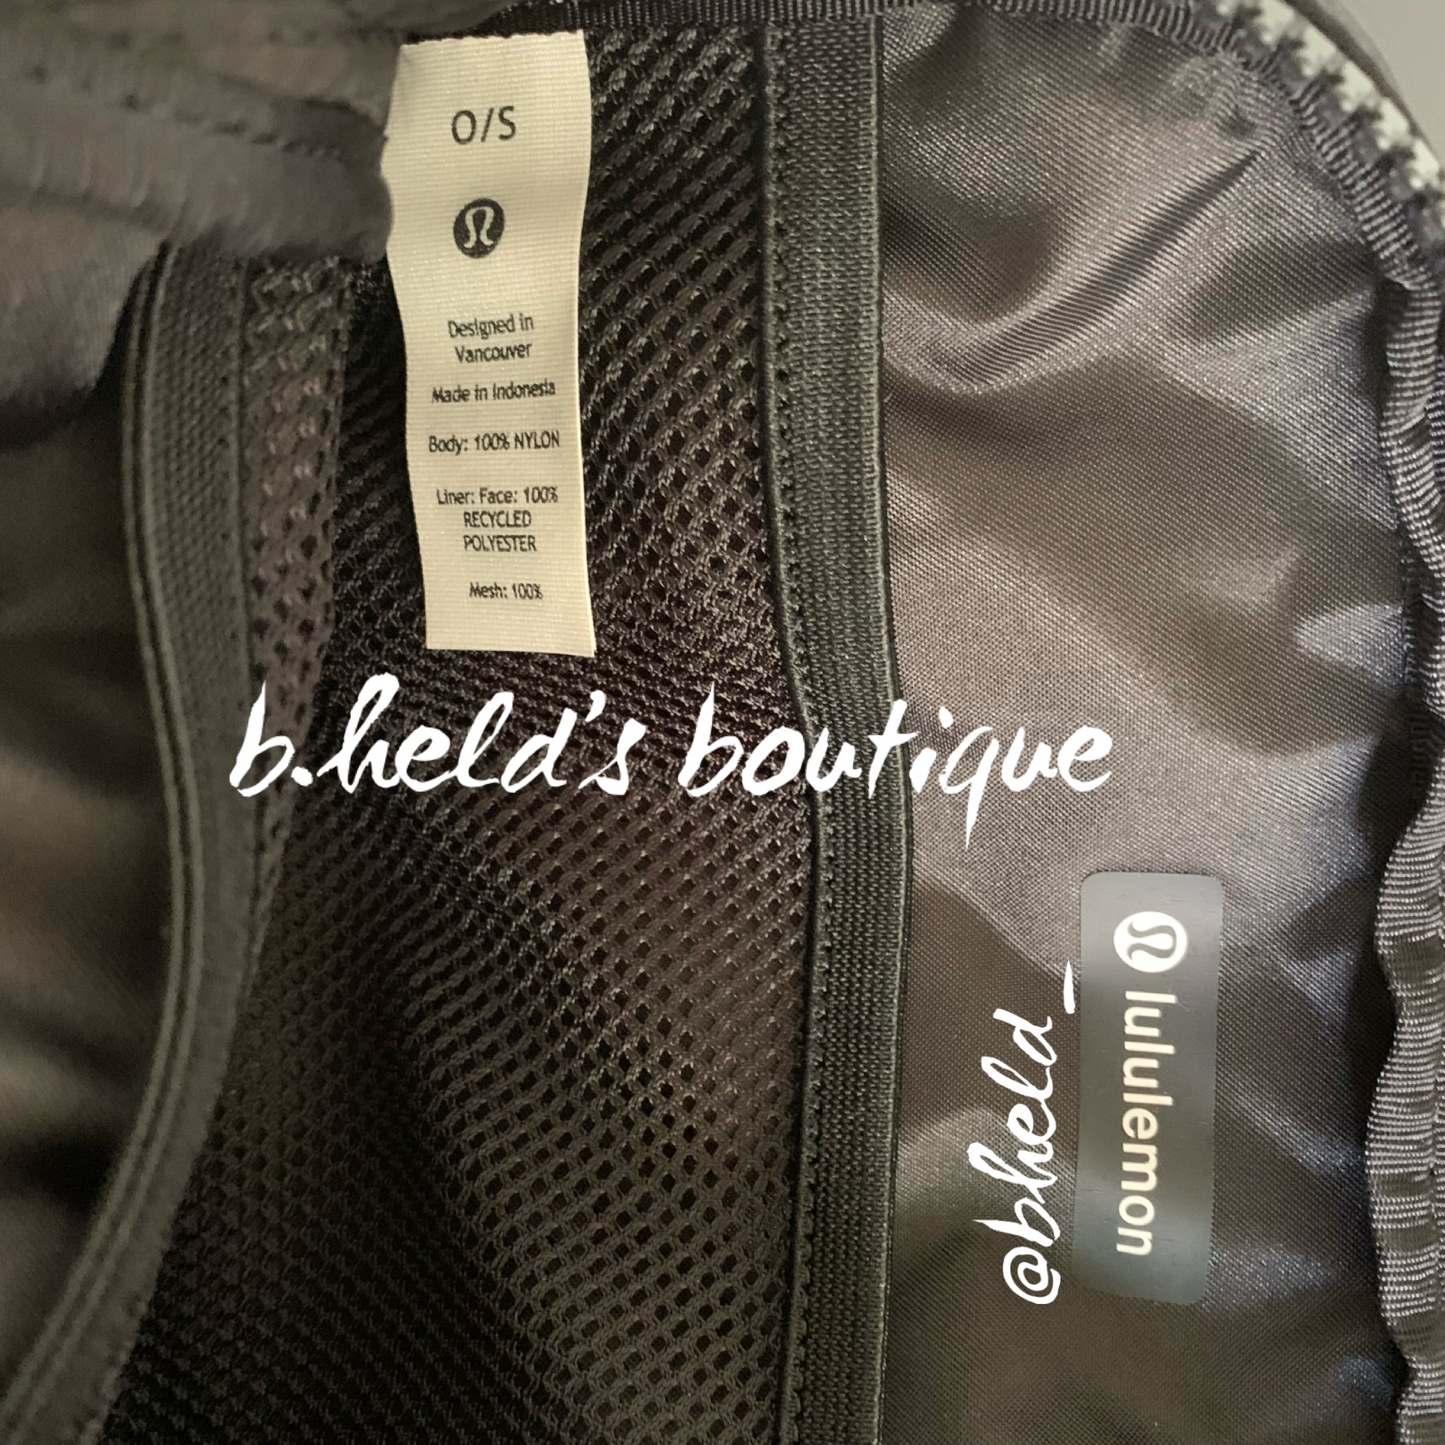 O/S
Designed in
Vancouver
Made in Indonesia
Body: 100% NYLON
Liner: Face: 100%
RECYCLED
POLYESTER
Mesh: 100%
b.held's boutique
@bheld_
lululemon